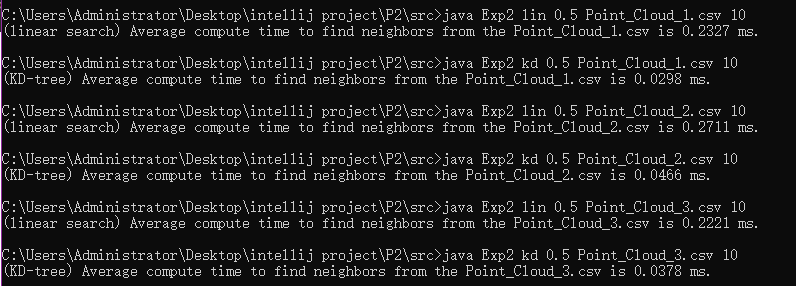 C:\Users\Administrator\Desktop\intellij project\P2\src>java Exp2 lin 0.5 Point_Cloud_1.csv 10
(linear search) Average compute time to find neighbors from the Point_Cloud_1.csv is 0.2327 ms.
C:\Users\Administrator\Desktop\intellij project\P2\src>java Exp2 kd 0.5 Point_Cloud_1.csv 10
(KD-tree) Average compute time to find neighbors from the Point_Cloud_1.csv is 0.0298 ms.
C:\Users\Administrator\Desktop\intellij project\P2\src>java Exp2 lin 0.5 Point_Cloud_2.csv 10
(linear search) Average compute time to find neighbors from the Point_Cloud_2.csv is 0.2711 ms.
C:\Users\Administrator\Desktop\intellij project\P2\src>java Exp2 kd 0.5 Point_Cloud_2.csv 10
(KD-tree) Average compute time to find neighbors from the Point_Cloud_2.csv is 0.0466 ms.
C:\Users\Administrator\Desktop\intellij project\P2\src>java Exp2 lin 0.5 Point_Cloud_3.csv 10
(linear search) Average compute time to find neighbors from the Point_Cloud_3.csv is 0.2221 ms.
C:\Users\Administrator\Desktop\intellij project\P2\src>java Exp2 kd 0.5 Point_Cloud_3.csv 10
(KD-tree) Average compute time to find neighbors from the Point_Cloud_3.csv is 0.0378 ms.